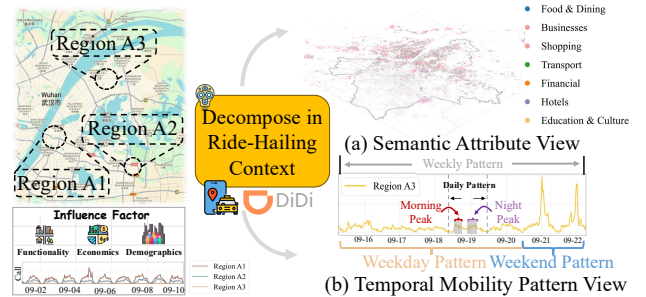 Region A3
Wuhan
武汉市
Region A2
Region A1
Influence Factor
Functionality
Economics
Demographics
Call
Region A1
Region A2
Region A3
09-02
09-04
09-06
09-08
09-10
Decompose in
Ride-Hailing
Context
DiDi
Food & Dining
Businesses
Shopping
Transport
Financial
Hotels
Education & Culture
(a) Semantic Attribute View
Weekly Pattern
Region A3
Daily Pattern
Morning
Peak
Night
Peak
09-16
09-17
09-18
09-19
09-20
09-21
09-22
Weekday Pattern
Weekend Pattern
(b) Temporal Mobility Pattern View